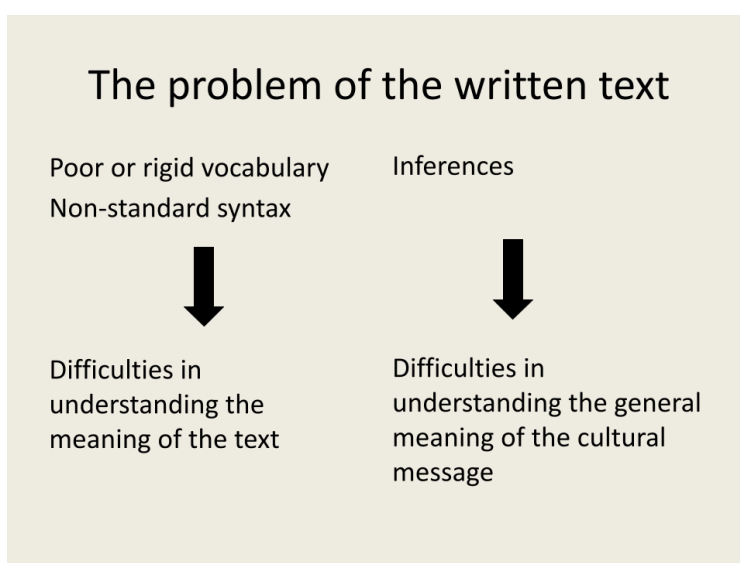 The problem of the written text
Poor or rigid vocabulary
Non-standard syntax
Difficulties in
understanding the
meaning of the text
Inferences
Difficulties in
understanding the general
meaning of the cultural
message